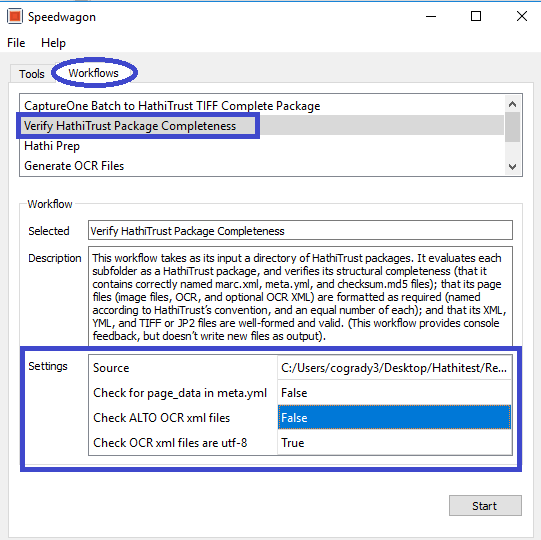 Speedwagon
File Help
Tools Workflows
CaptureOne Batch to HathiTrust TIFF Complete Package
Verify HathiTrust Package Completeness
Hathi Prep
Generate OCR Files
Workflow
Selected Verify HathiTrust Package Completeness
Description This workflow takes as its input a directory of HathiTrust packages. It evaluates each
subfolder as a HathiTrust package, and verifies its structural completeness (that it
contains correctly named marc.xml, meta.yml, and checksum.md5 files); that its page
files (image files, OCR, and optional OCR XML) are formatted as required (named
according to HathiTrust's convention, and an equal number of each); and that its XML,
YML, and TIFF or JP2 files are well-formed and valid. (This workflow provides console
feedback, but doesn't write new files as output).
Settings Source C:/Users/cogrady3/Desktop/Hathitest/Re...
Check for page_data in meta.yml False
Check ALTO OCR xml files False
Check OCR xml files are utf-8 True
Start